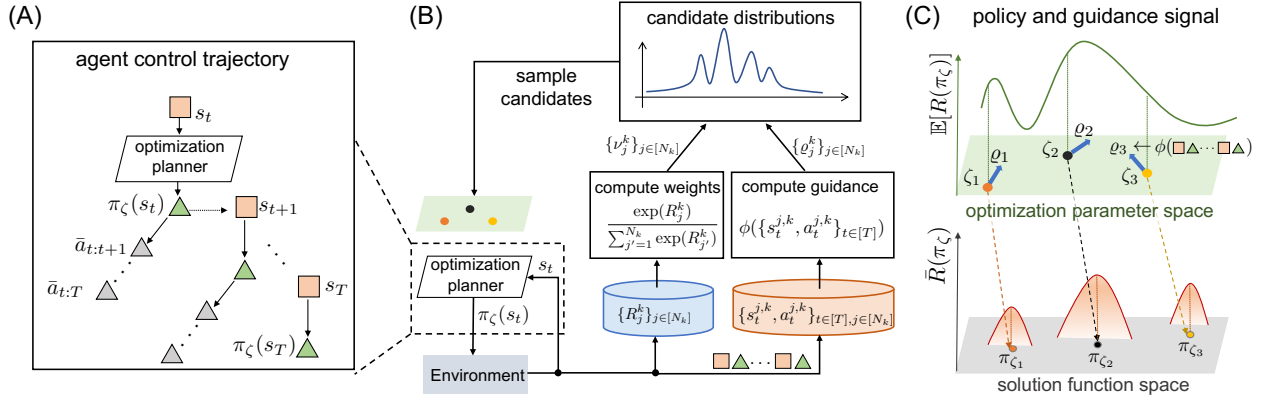 (A)
agent control trajectory
s_t
optimization
planner
π_ζ(s_t)
s_{t+1}
ā_{t:t+1}
ā_{t:T}
s_T
π_ζ(s_T)
(B)
candidate distributions
sample
candidates
{ν_j^k}_{j∈[N_k]}
{ϱ_j^k}_{j∈[N_k]}
compute weights
exp(R_j^k)
∑_{j'=1}^{N_k} exp(R_{j'}^k)
compute guidance
ϕ({s_t^{j,k}, a_t^{j,k}}_{t∈[T]})
optimization
planner
s_t
π_ζ(s_t)
{R_j^k}_{j∈[N_k]}
{s_t^{j,k}, a_t^{j,k}}_{t∈[T],j∈[N_k]}
Environment
(C)
policy and guidance signal
𝔼[R(π_ζ)]
ϱ_1
ζ_1
ϱ_2
ζ_2
ϱ_3 ← ϕ( ⋯ )
ζ_3
optimization parameter space
R̄(π_ζ)
π_{ζ_1}
π_{ζ_2}
π_{ζ_3}
solution function space